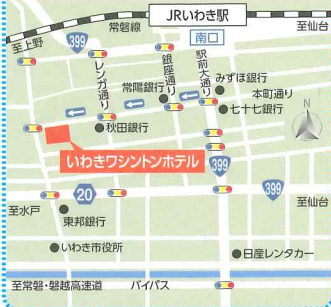 JRいわき駅
常磐線
至仙台
至上野
399
南口
レンガ通り
銀座通り
駅前大通り
みずほ銀行
本町通り
常陽銀行
七十七銀行
秋田銀行
N
いわきワシントンホテル
399
20
399
至水戸
至仙台
東邦銀行
いわき市役所
日産レンタカー
至常磐・磐越高速道
バイパス